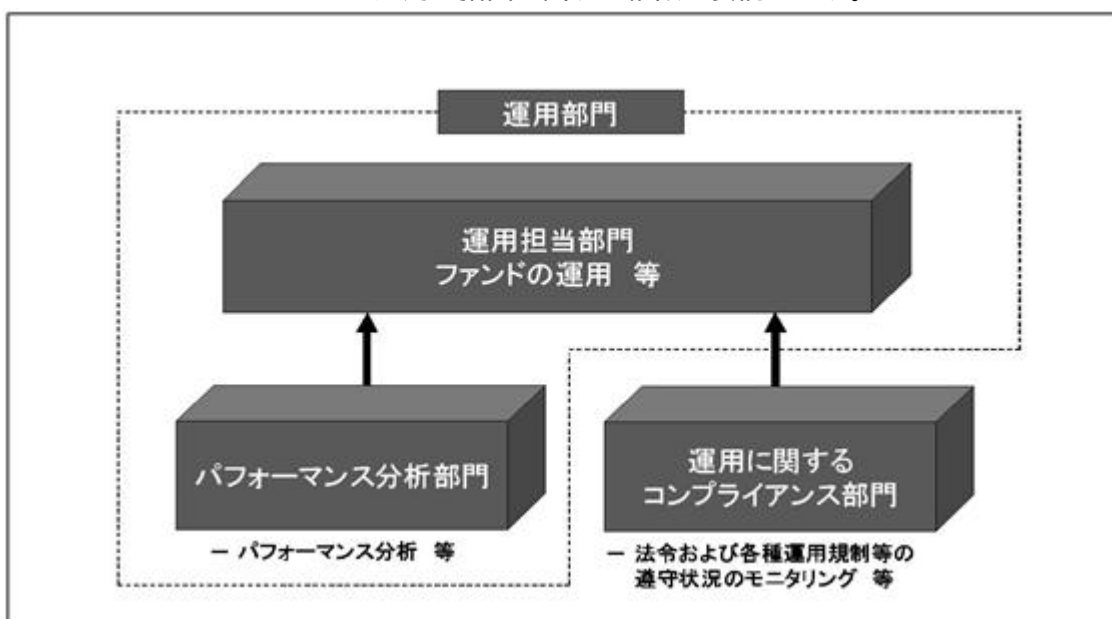 運用部門
運用担当部門
ファンドの運用　等
パフォーマンス分析部門
― パフォーマンス分析　等
運用に関する
コンプライアンス部門
― 法令および各種運用規制等の
遵守状況のモニタリング　等